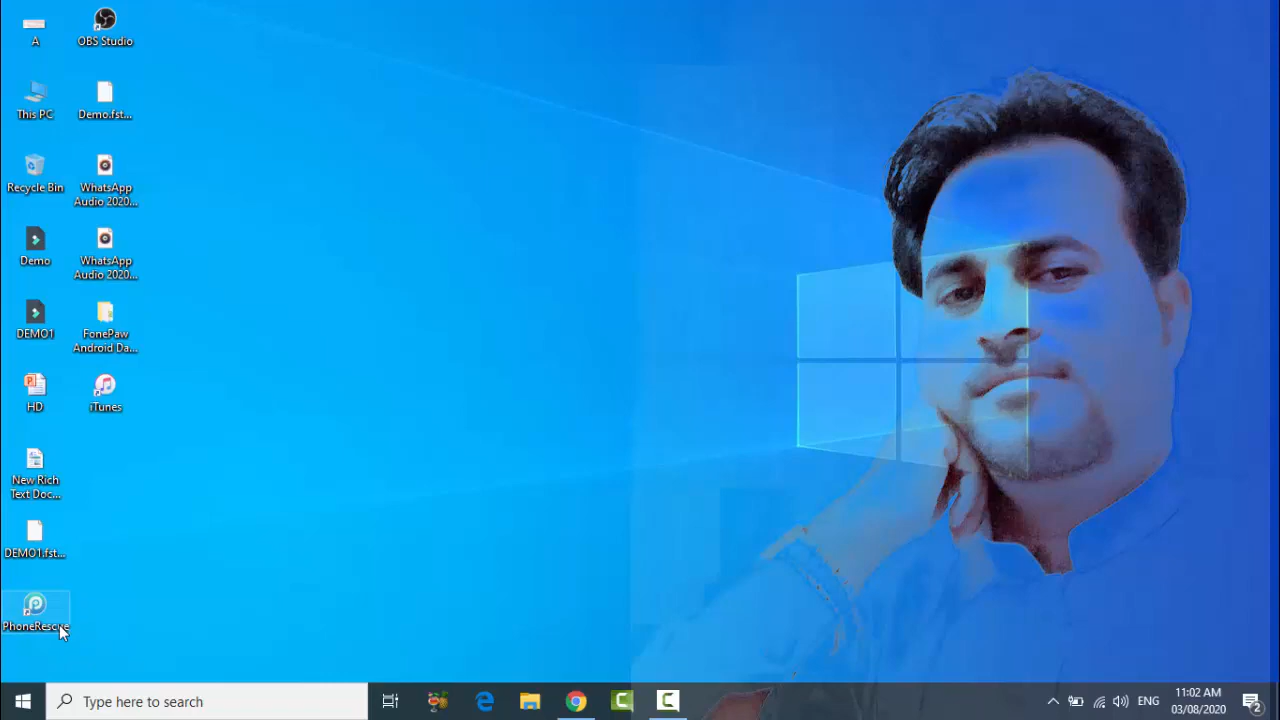 A
OBS Studio
This PC
Demo.fst...
Recycle Bin
WhatsApp
Audio 2020...
Demo
WhatsApp
Audio 2020...
DEMO1
FonePaw
Android Da...
HD
iTunes
New Rich
Text Doc...
DEMO1.fst...
PhoneRescue
Type here to search
ENG
11:02 AM
03/08/2020
2